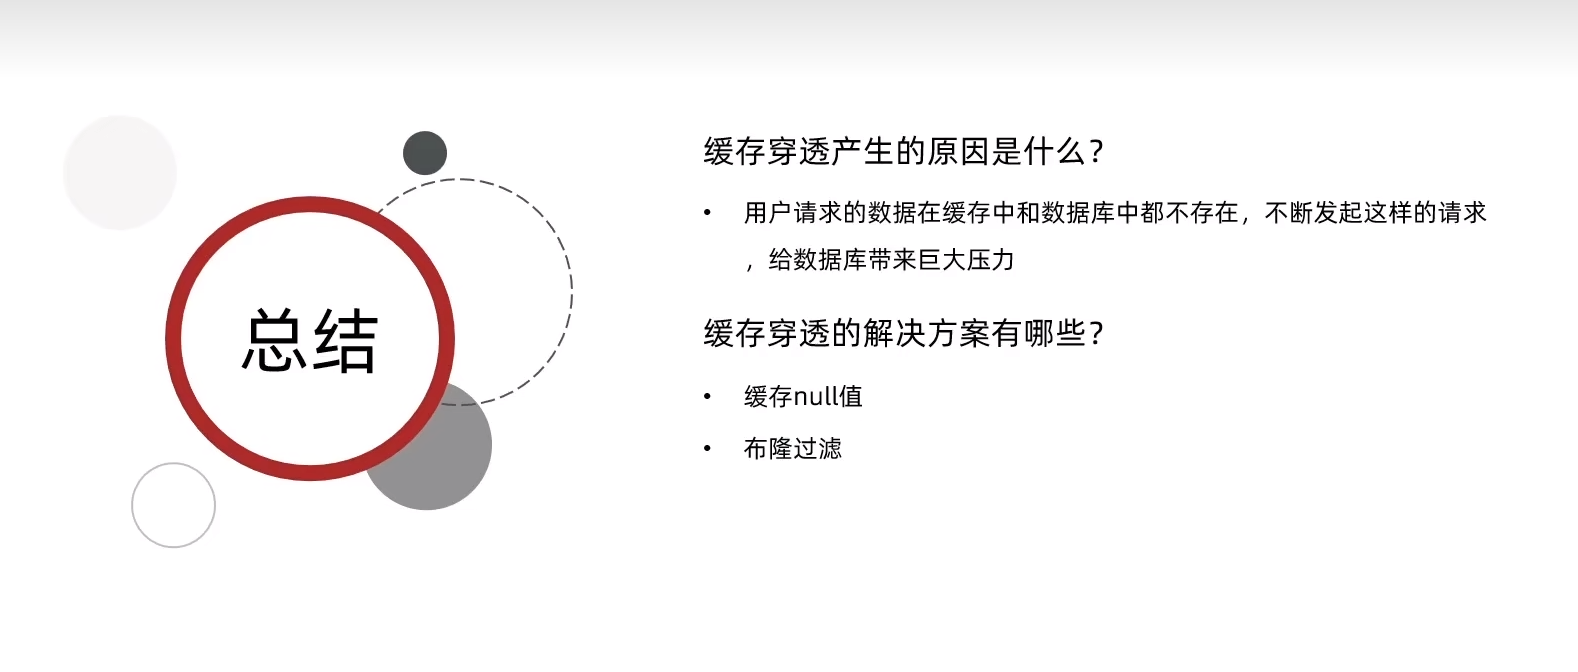 总结
缓存穿透产生的原因是什么？
• 用户请求的数据在缓存中和数据库中都不存在，不断发起这样的请求
，给数据库带来巨大压力
缓存穿透的解决方案有哪些？
• 缓存null值
• 布隆过滤